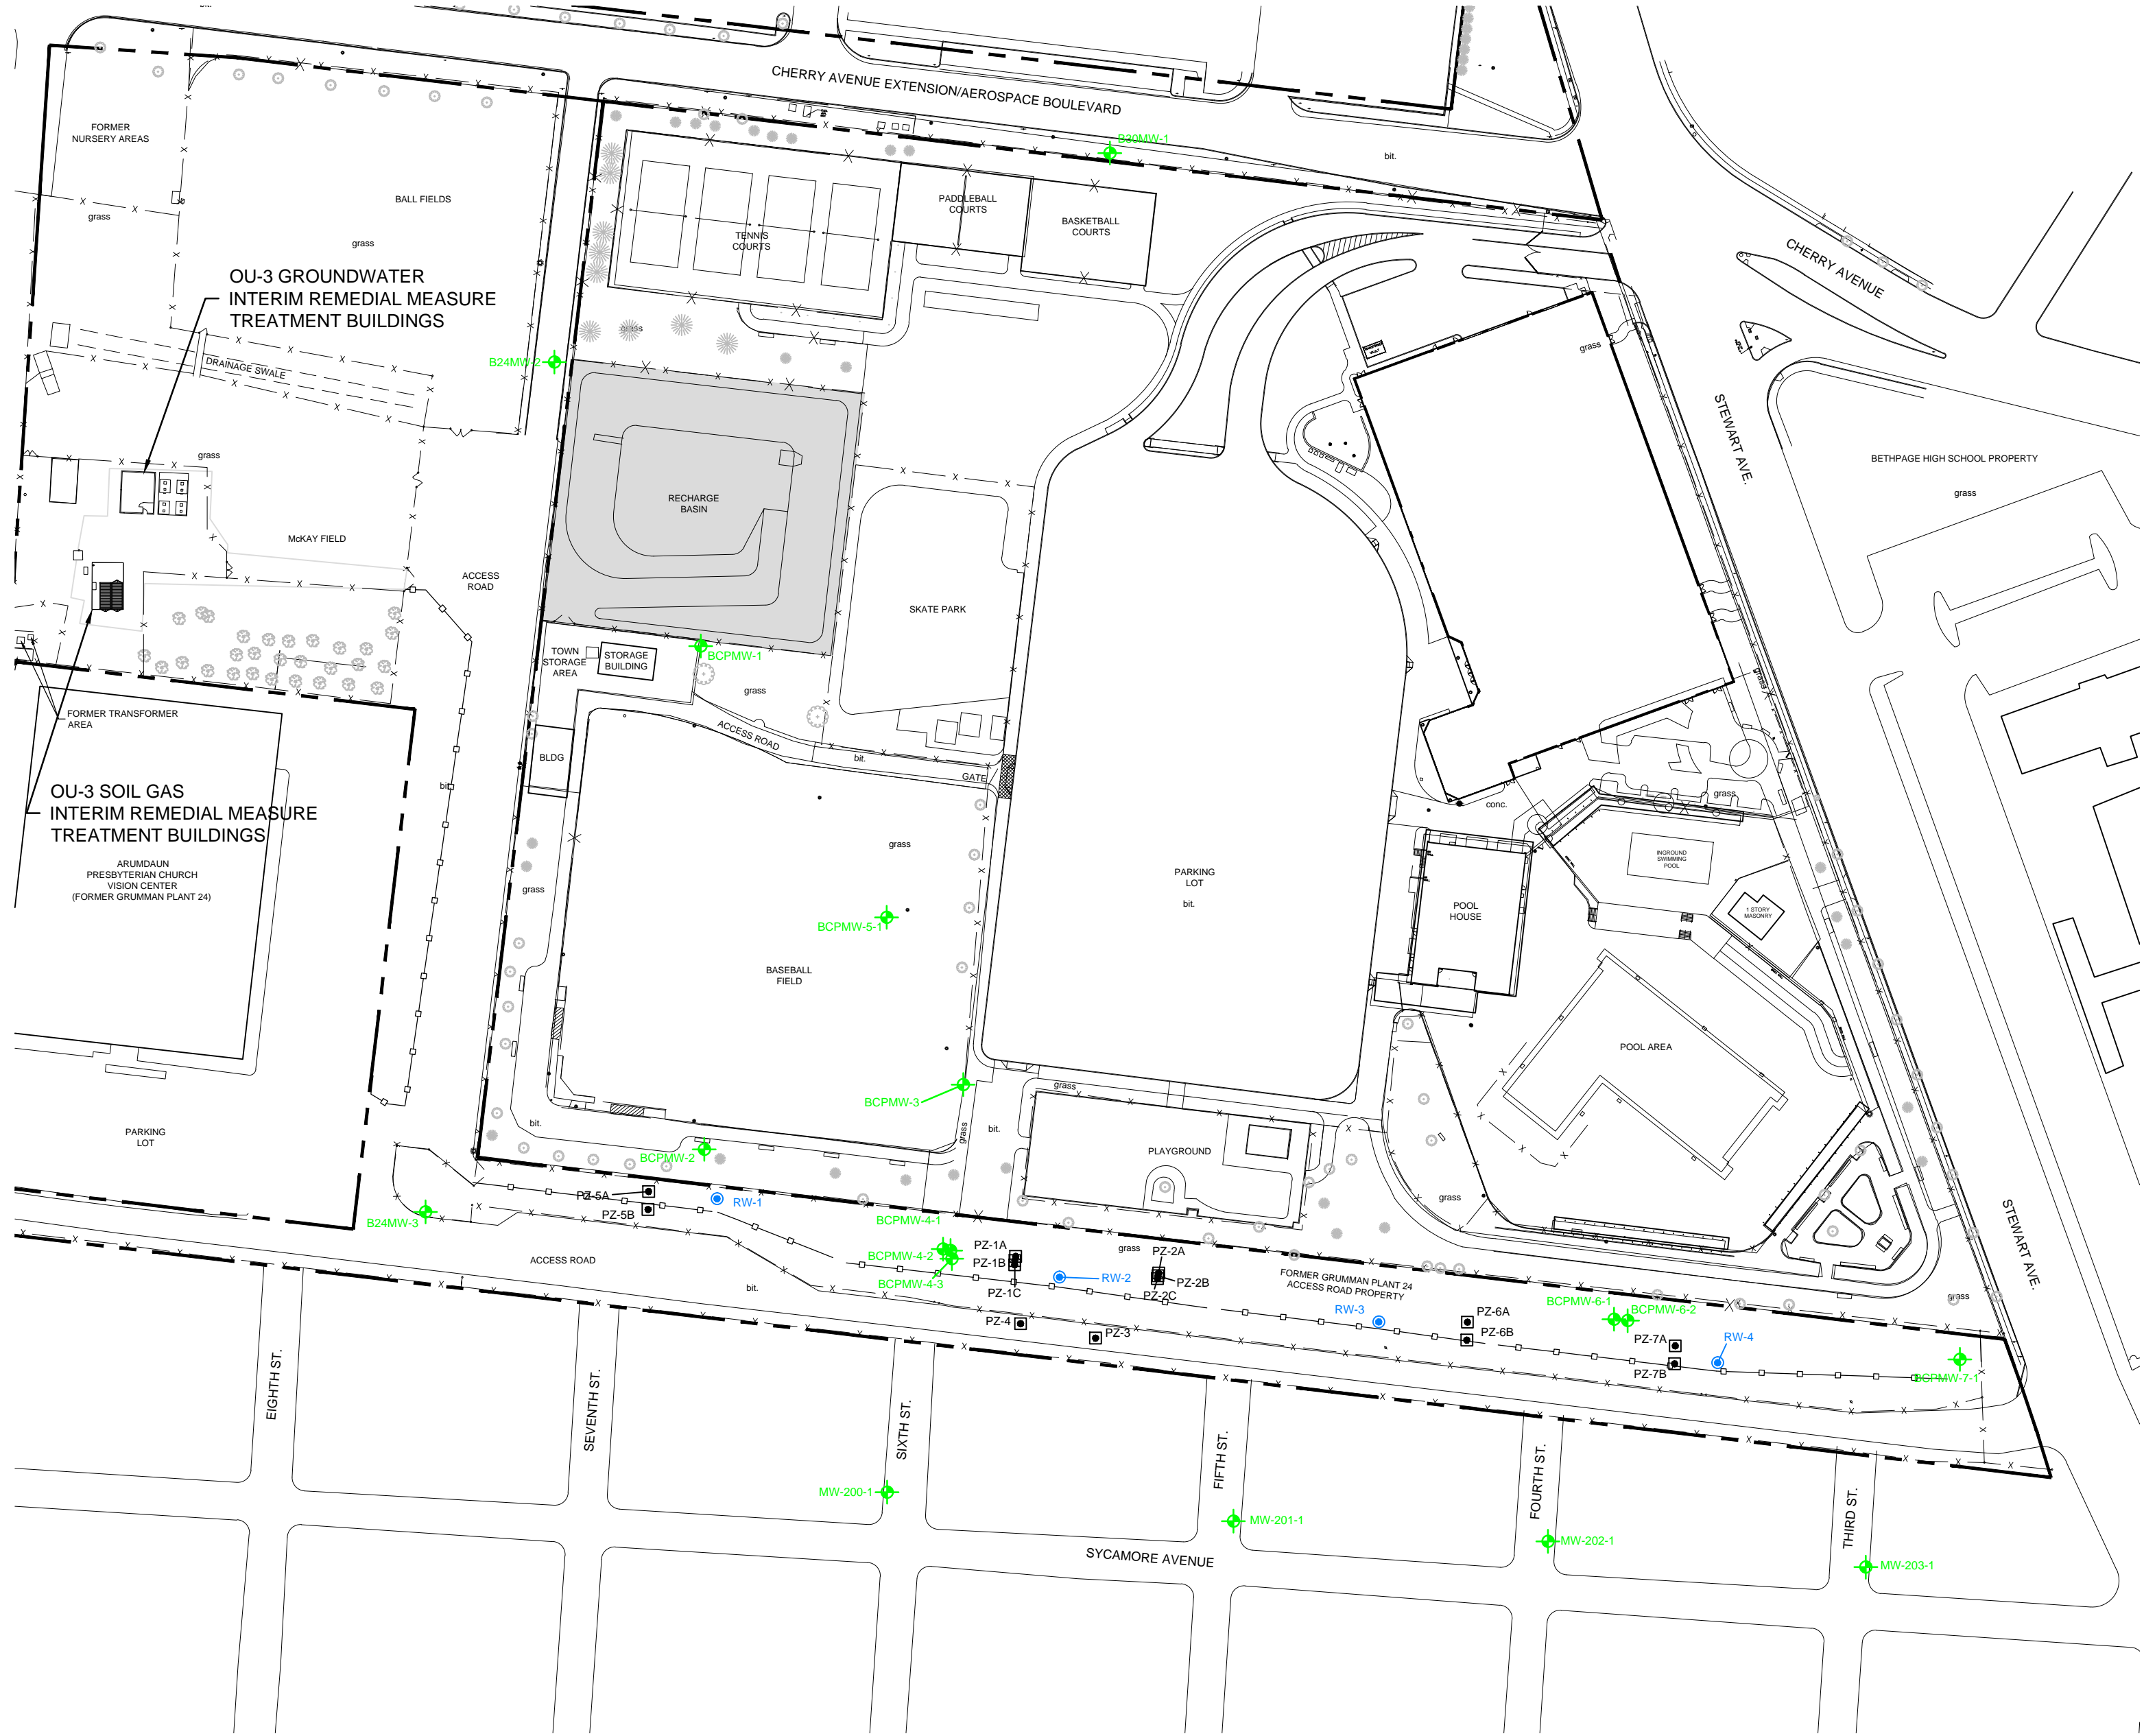 bit.
CHERRY AVENUE EXTENSION/AEROSPACE BOULEVARD
FORMER
NURSERY AREAS
B30MW-1
bit.
BALL FIELDS
grass
grass
PADDLEBALL
COURTS
BASKETBALL
COURTS
TENNIS
COURTS
CHERRY AVENUE
OU-3 GROUNDWATER
INTERIM REMEDIAL MEASURE
TREATMENT BUILDINGS
grass
grass
B24MW-2
DRAINAGE SWALE
STEWART AVE.
grass
BETHPAGE HIGH SCHOOL PROPERTY
grass
RECHARGE
BASIN
McKAY FIELD
ACCESS
ROAD
SKATE PARK
TOWN
STORAGE
AREA
STORAGE
BUILDING
BCPMW-1
grass
grass
FORMER TRANSFORMER
AREA
ACCESS ROAD
BLDG
bit.
GATE
bit.
OU-3 SOIL GAS
INTERIM REMEDIAL MEASURE
TREATMENT BUILDINGS
conc.
grass
grass
INGROUND
SWIMMING
POOL
ARUMDAUN
PRESBYTERIAN CHURCH
VISION CENTER
(FORMER GRUMMAN PLANT 24)
grass
PARKING
LOT
bit.
POOL
HOUSE
1 STORY
MASONRY
BCPMW-5-1
BASEBALL
FIELD
POOL AREA
BCPMW-3
grass
PARKING
LOT
bit.
bit.
grass
BCPMW-2
PLAYGROUND
grass
PZ-5A
PZ-5B
RW-1
B24MW-3
BCPMW-4-1
BCPMW-4-2
BCPMW-4-3
PZ-1A
PZ-1B
PZ-1C
grass
PZ-2A
PZ-2B
PZ-2C
RW-2
STEWART AVE.
ACCESS ROAD
bit.
FORMER GRUMMAN PLANT 24
ACCESS ROAD PROPERTY
grass
RW-3
PZ-4
PZ-3
PZ-6A
PZ-6B
BCPMW-6-1
BCPMW-6-2
PZ-7A
PZ-7B
RW-4
BCPMW-7-1
EIGHTH ST.
SEVENTH ST.
SIXTH ST.
FIFTH ST.
FOURTH ST.
THIRD ST.
MW-200-1
MW-201-1
MW-202-1
MW-203-1
SYCAMORE AVENUE